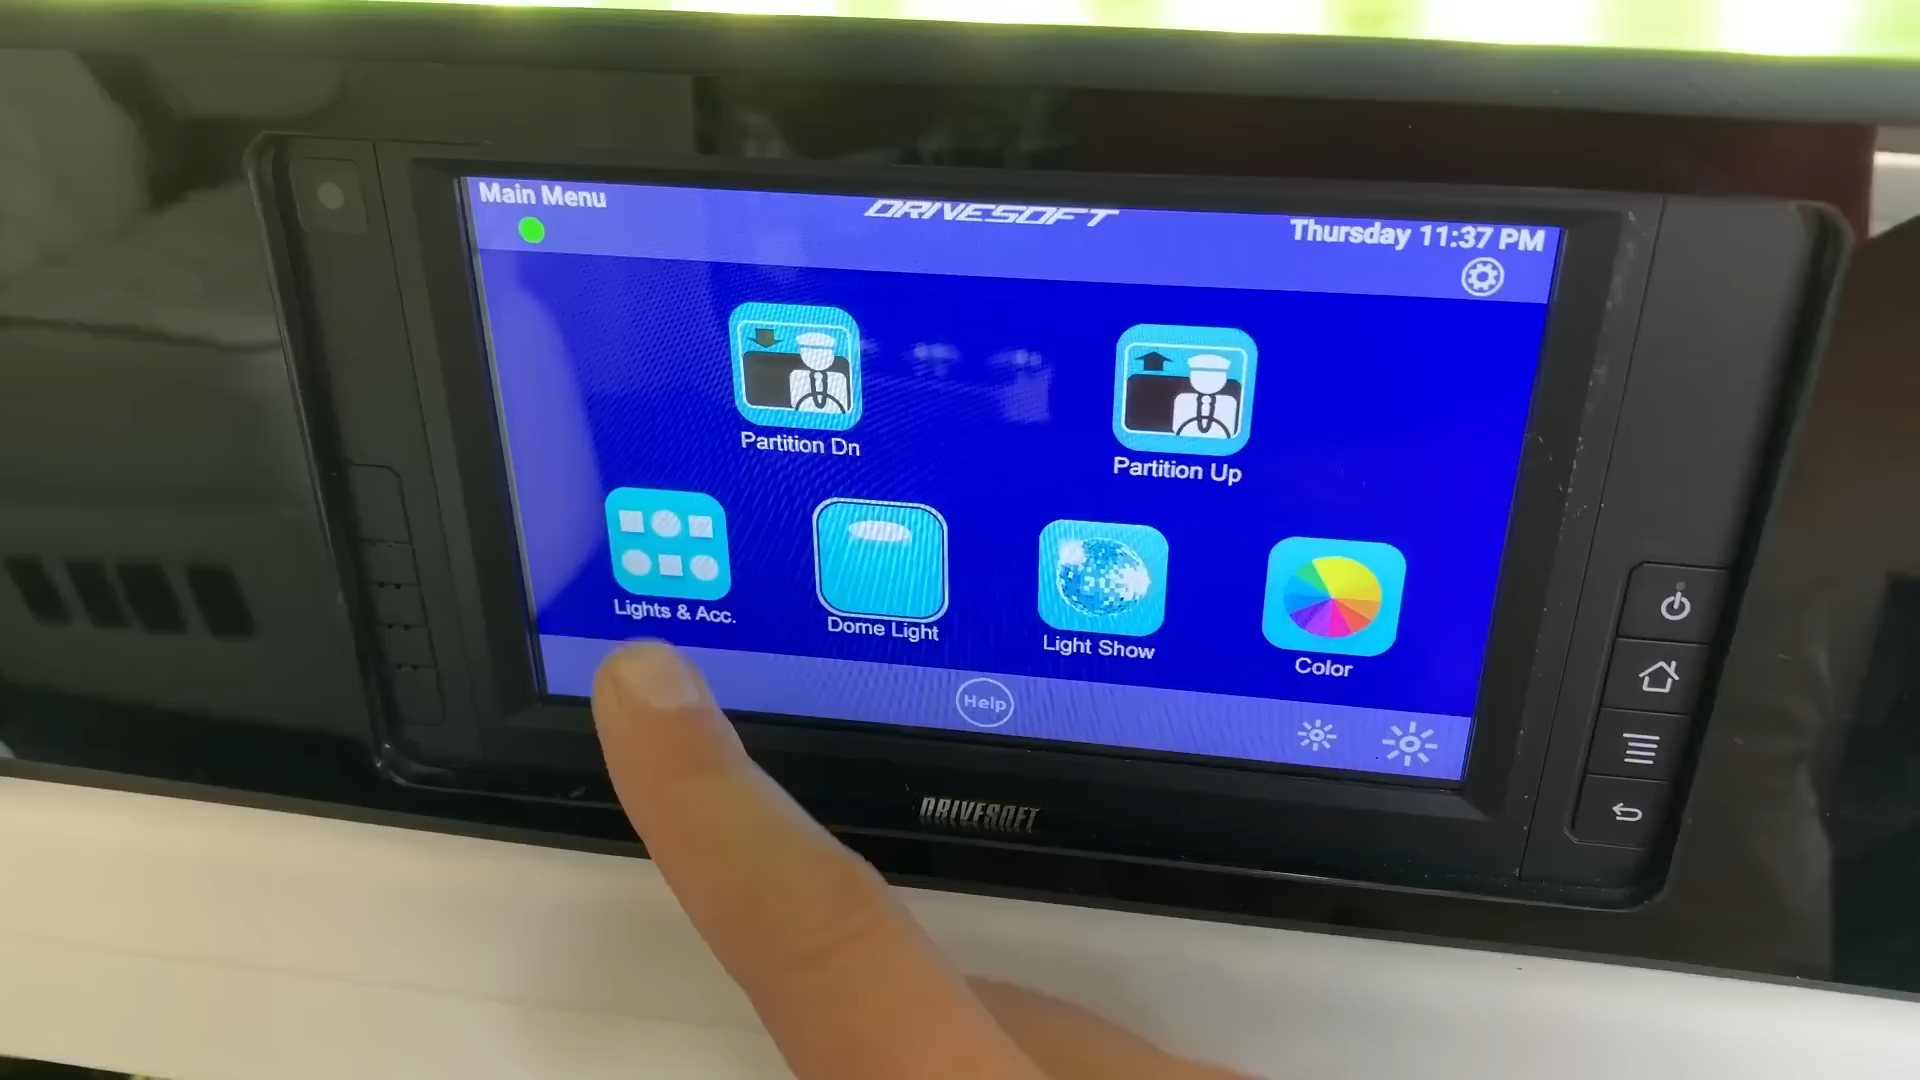 Main Menu
DRIVESOFT
Thursday 11:37 PM
Partition Dn
Partition Up
Lights & Acc.
Dome Light
Light Show
Color
Help
DRIVESOFT